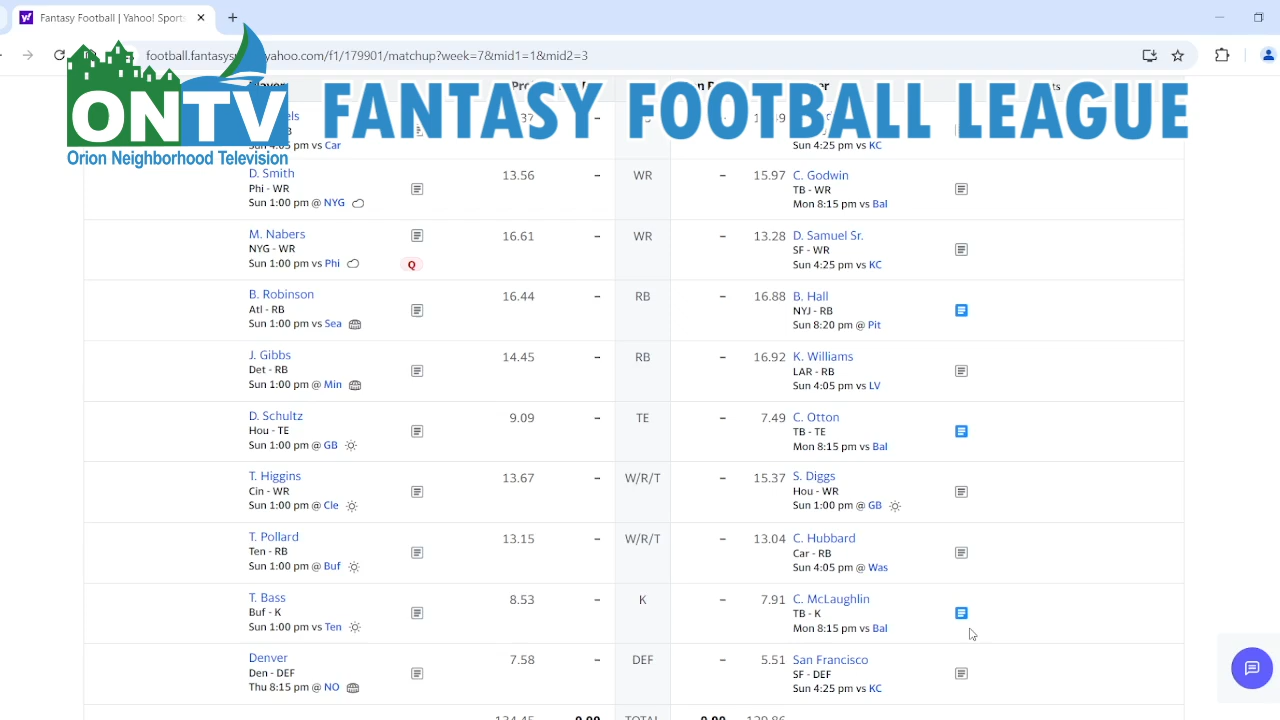 Fantasy Football | Yahoo! Sports
football.fantasysp yahoo.com/f1/179901/matchup?week=7&mid1=1&mid2=3
ONTV
Orion Neighborhood Television
FANTASY FOOTBALL LEAGUE
Sun 4:05 pm vs Car
Sun 4:25 pm vs KC
D. Smith 13.56 – WR – 15.97 C. Godwin
Phi - WR TB - WR
Sun 1:00 pm @ NYG Mon 8:15 pm vs Bal
M. Nabers 16.61 – WR – 13.28 D. Samuel Sr.
NYG - WR SF - WR
Sun 1:00 pm vs Phi Q Sun 4:25 pm vs KC
B. Robinson 16.44 – RB – 16.88 B. Hall
Atl - RB NYJ - RB
Sun 1:00 pm vs Sea Sun 8:20 pm @ Pit
J. Gibbs 14.45 – RB – 16.92 K. Williams
Det - RB LAR - RB
Sun 1:00 pm @ Min Sun 4:05 pm vs LV
D. Schultz 9.09 – TE – 7.49 C. Otton
Hou - TE TB - TE
Sun 1:00 pm @ GB Mon 8:15 pm vs Bal
T. Higgins 13.67 – W/R/T – 15.37 S. Diggs
Cin - WR Hou - WR
Sun 1:00 pm @ Cle Sun 1:00 pm @ GB
T. Pollard 13.15 – W/R/T – 13.04 C. Hubbard
Ten - RB Car - RB
Sun 1:00 pm @ Buf Sun 4:05 pm @ Was
T. Bass 8.53 – K – 7.91 C. McLaughlin
Buf - K TB - K
Sun 1:00 pm vs Ten Mon 8:15 pm vs Bal
Denver 7.58 – DEF – 5.51 San Francisco
Den - DEF SF - DEF
Thu 8:15 pm @ NO Sun 4:25 pm vs KC
134.45 0.00 TOTAL 0.00 129.86